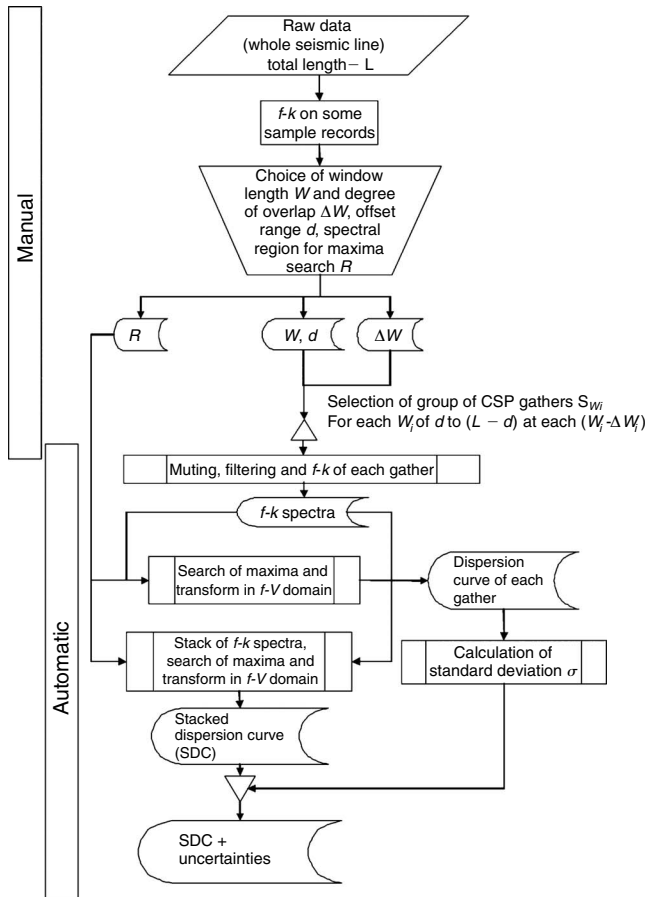 Raw data
(whole seismic line)
total length– L
f-k on some
sample records
Choice of window
length W and degree
of overlap ΔW, offset
range d, spectral
region for maxima
search R
Manual
R
W, d
ΔW
Selection of group of CSP gathers S_Wi
For each W_i of d to (L – d) at each (W_i-ΔW_i)
Muting, filtering and f-k of each gather
f-k spectra
Search of maxima and
transform in f-V domain
Dispersion
curve of each
gather
Stack of f-k spectra,
search of maxima and
transform in f-V domain
Calculation of
standard deviation σ
Automatic
Stacked
dispersion curve
(SDC)
SDC +
uncertainties